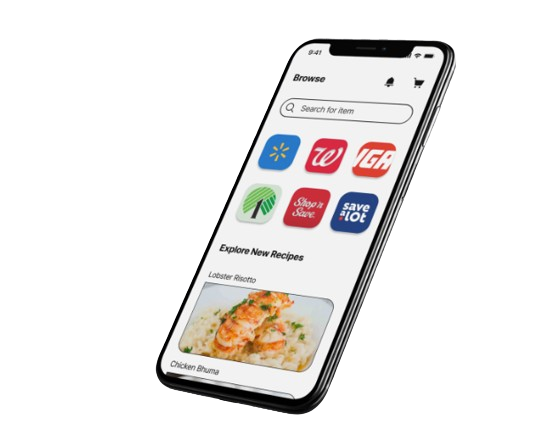 9:41
Browse
Search for Item
W
IGA
Shop 'n
Save.
save
a lot
Explore New Recipes
Lobster Risotto
Chicken Bhuma